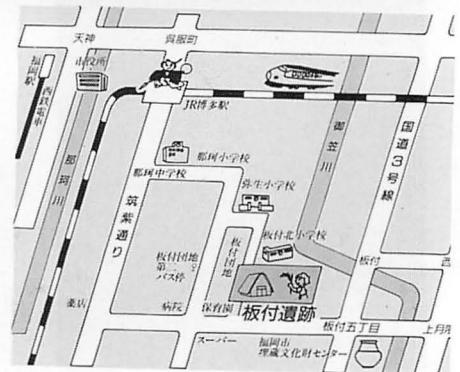 天神
呉服町
福岡駅
西鉄電車
市役所
JR博多駅
那珂川
御笠川
国道3号線
那珂小学校
那珂中学校
弥生小学校
筑紫通り
板付北小学校
板付団地
第二
バス停
板付団地
板付
薬店
病院
保育園
板付遺跡
板付五丁目
スーパー
福岡市
埋蔵文化財センター